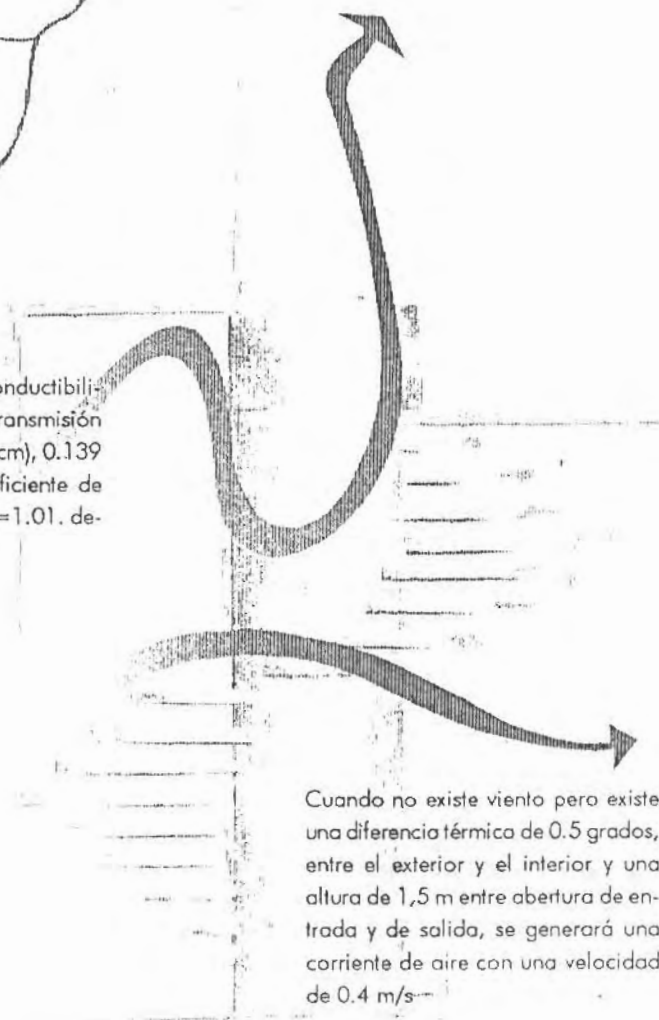 onductibili-
ransmisión
cm), 0.139
ficiente de
=1.01. de-
Cuando no existe viento pero existe
una diferencia térmica de 0.5 grados,
entre el exterior y el interior y una
altura de 1,5 m entre abertura de en-
trada y de salida, se generará una
corriente de aire con una velocidad
de 0.4 m/s